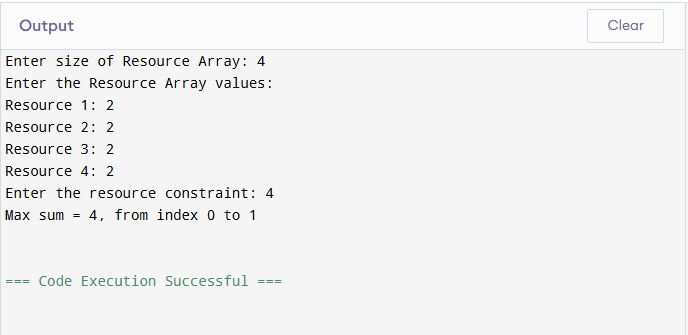 Output
Clear
Enter size of Resource Array: 4
Enter the Resource Array values:
Resource 1: 2
Resource 2: 2
Resource 3: 2
Resource 4: 2
Enter the resource constraint: 4
Max sum = 4, from index 0 to 1
=== Code Execution Successful ===